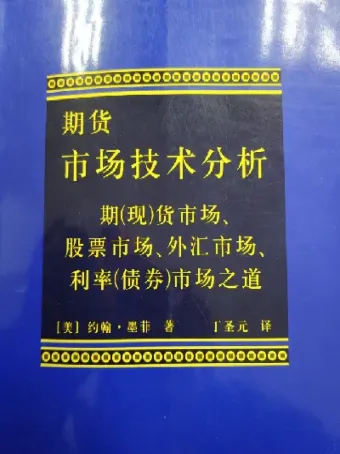 期货
市场技术分析
期(现)货市场、
股票市场、外汇市场、
利率(债券)市场之道
[美] 约翰·墨菲 著 丁圣元 译